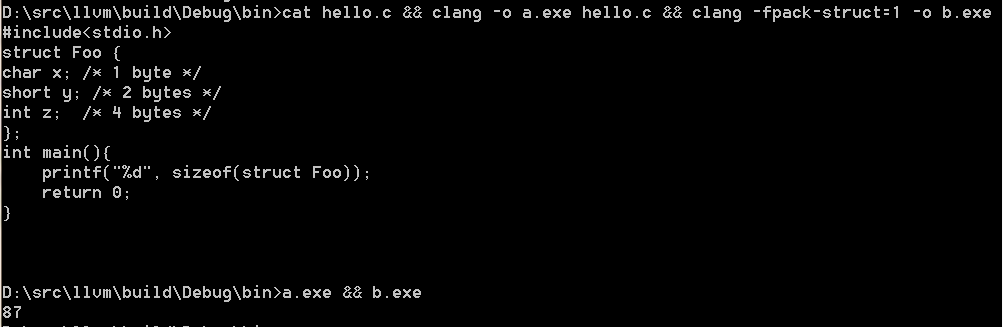 D:\src\llvm\build\Debug\bin>cat hello.c && clang -o a.exe hello.c && clang -fpack-struct=1 -o b.exe
#include<stdio.h>
struct Foo {
char x; /* 1 byte */
short y; /* 2 bytes */
int z;  /* 4 bytes */
};
int main(){
    printf("%d", sizeof(struct Foo));
    return 0;
}
D:\src\llvm\build\Debug\bin>a.exe && b.exe
87